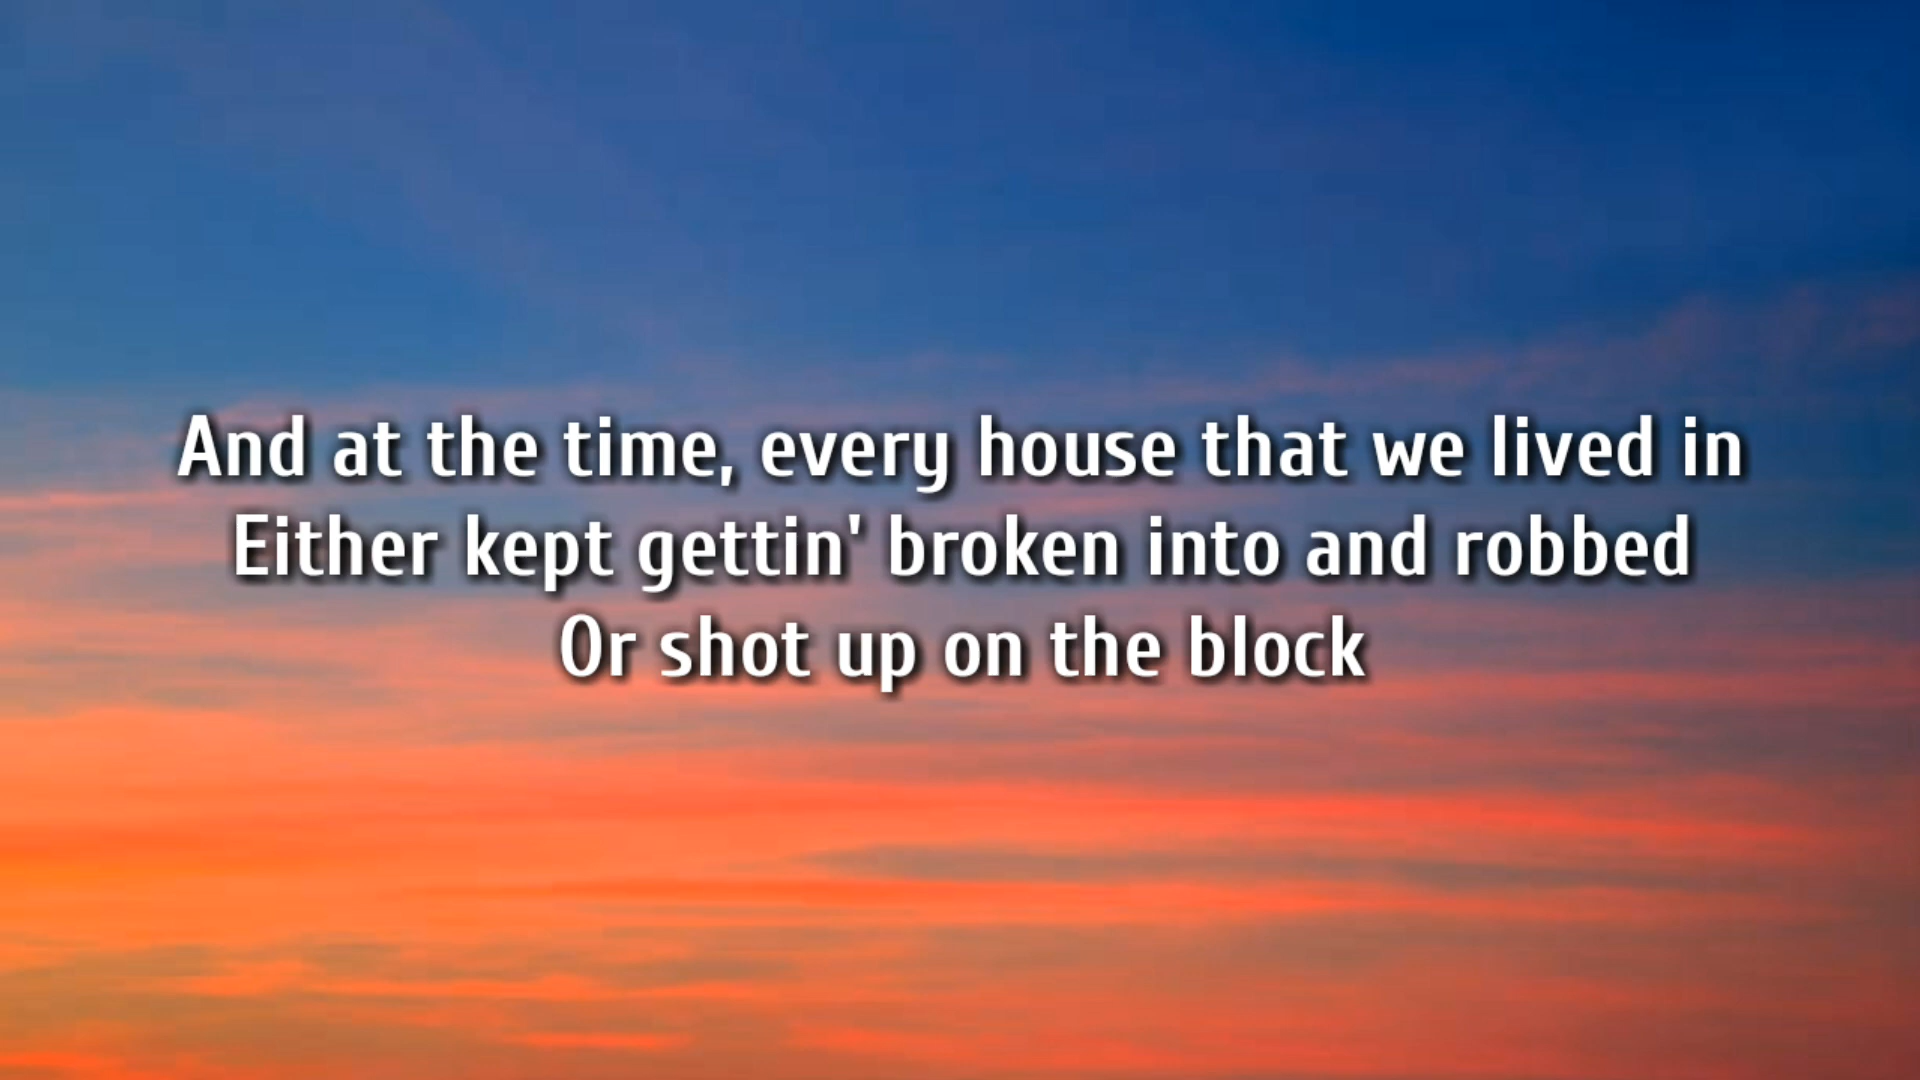 And at the time, every house that we lived in
Either kept gettin' broken into and robbed
Or shot up on the block